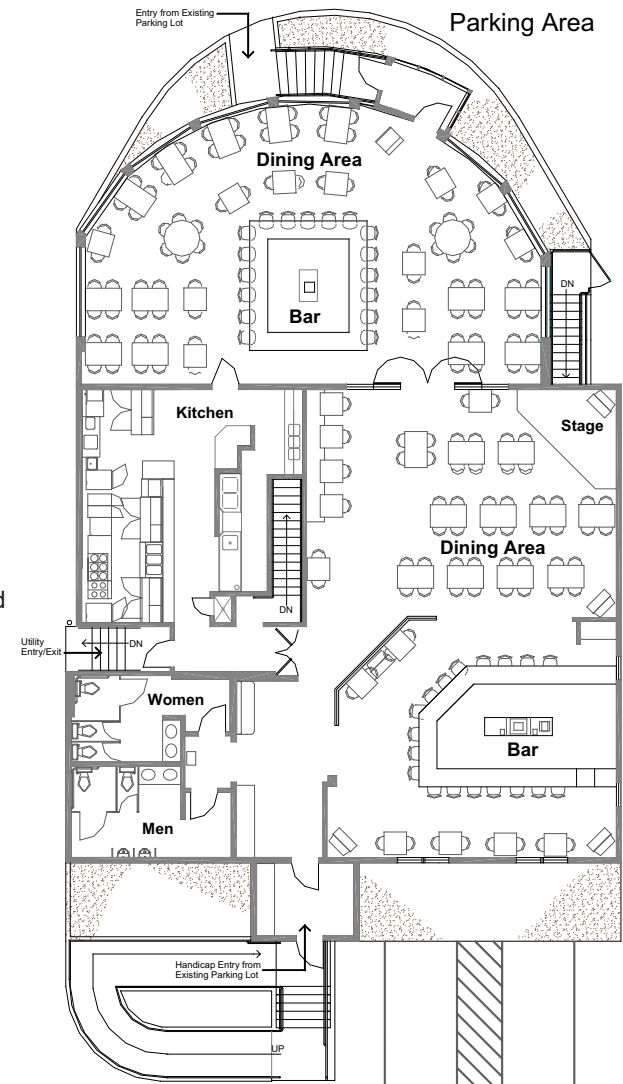 Entry from Existing
Parking Lot
Parking Area
Dining Area
Bar
DN
Kitchen
Stage
Dining Area
DN
d
Utility
Entry/Exit
DN
Women
Bar
Men
Handicap Entry from
Existing Parking Lot
UP